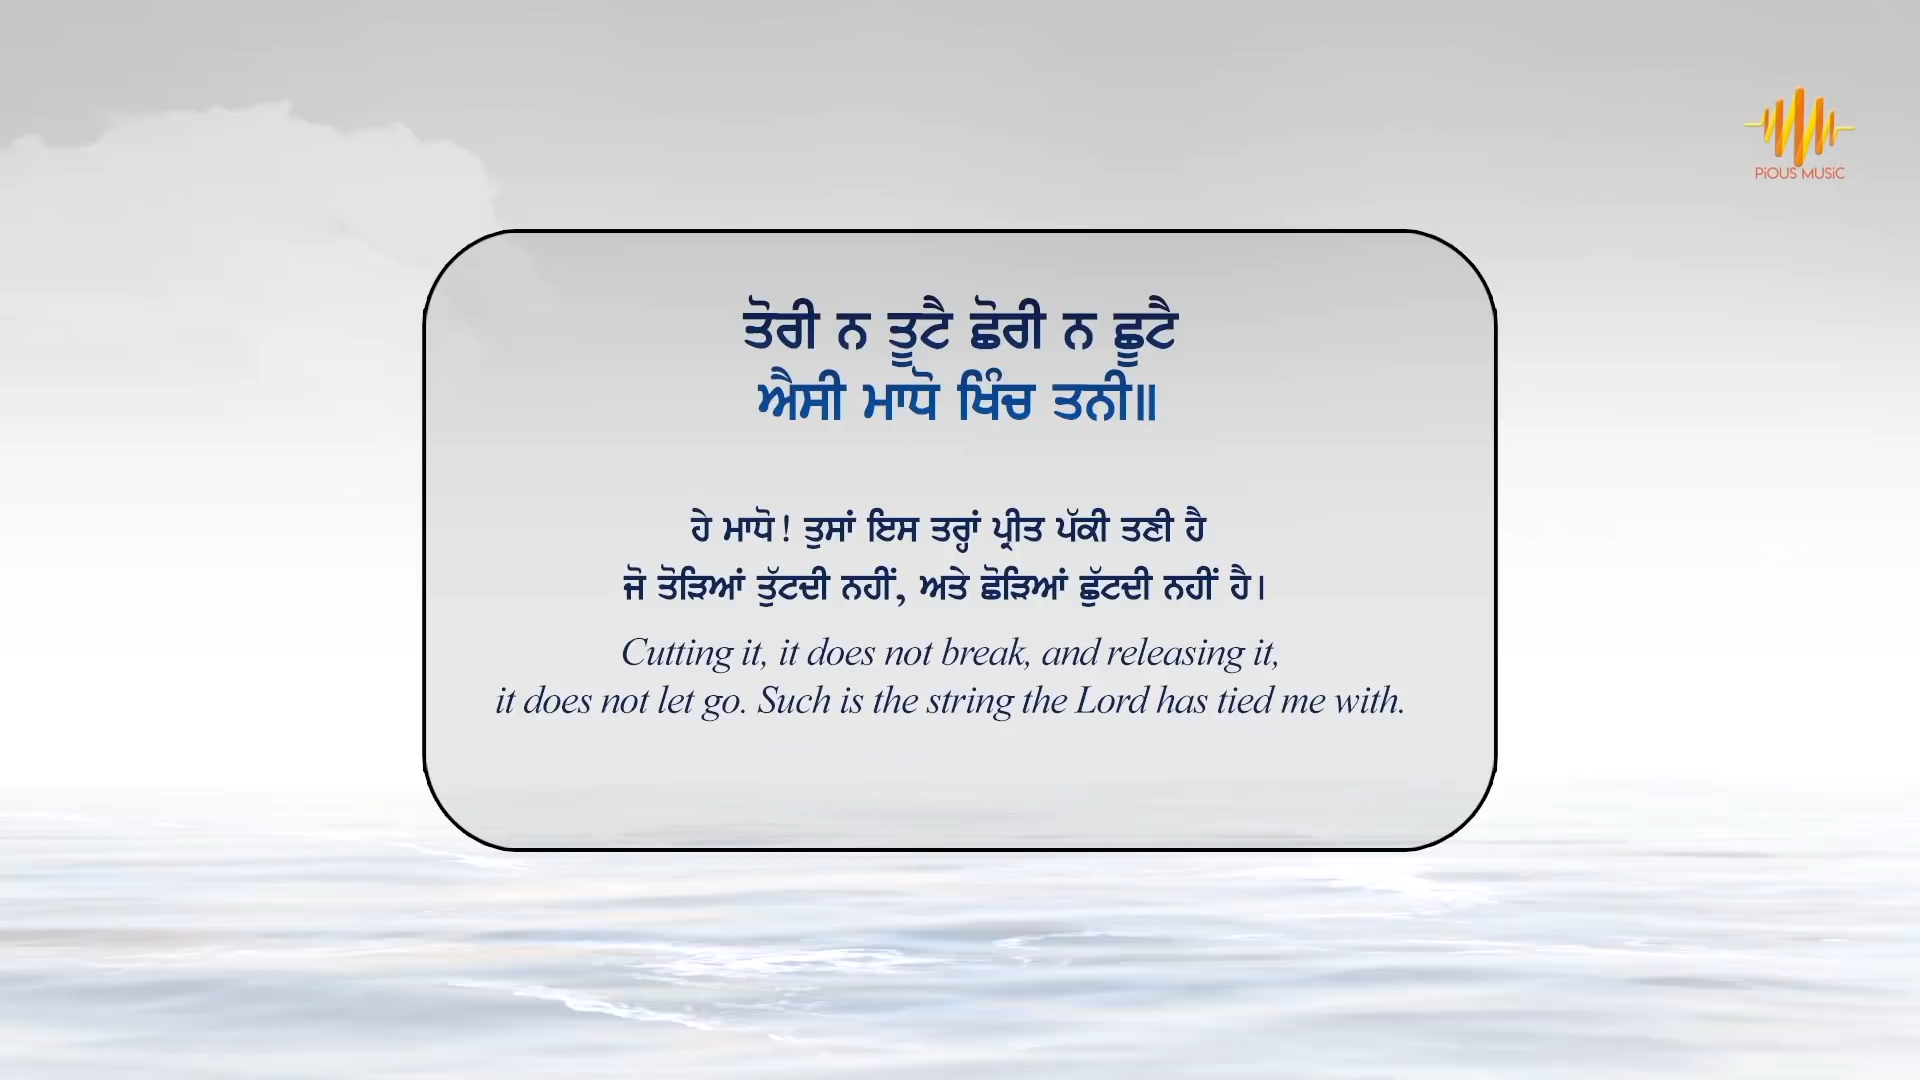 PiOUS MUSiC
ਤੋਰੀ ਨ ਤੂਟੈ ਛੋਰੀ ਨ ਛੂਟੈ
ਐਸੀ ਮਾਧੋ ਖਿੰਚ ਤਨੀ॥
ਹੇ ਮਾਧੋ! ਤੁਸਾਂ ਇਸ ਤਰ੍ਹਾਂ ਪ੍ਰੀਤ ਪੱਕੀ ਤਣੀ ਹੈ
ਜੋ ਤੋੜਿਆਂ ਤੁੱਟਦੀ ਨਹੀਂ, ਅਤੇ ਛੋੜਿਆਂ ਛੁੱਟਦੀ ਨਹੀਂ ਹੈ।
Cutting it, it does not break, and releasing it,
it does not let go. Such is the string the Lord has tied me with.